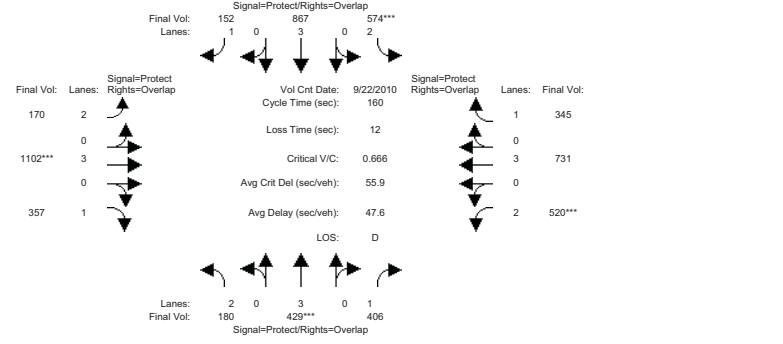 Signal=Protect/Rights=Overlap
Final Vol: 152 867 574***
Lanes: 1 0 3 0 2
Signal=Protect Signal=Protect
Final Vol: Lanes: Rights=Overlap Vol Cnt Date: 9/22/2010 Rights=Overlap Lanes: Final Vol:
Cycle Time (sec): 160
170 2 1 345
Loss Time (sec): 12
0 0
1102*** 3 Critical V/C: 0.666 3 731
0 Avg Crit Del (sec/veh): 55.9 0
357 1 Avg Delay (sec/veh): 47.6 2 520***
LOS: D
Lanes: 2 0 3 0 1
Final Vol: 180 429*** 406
Signal=Protect/Rights=Overlap